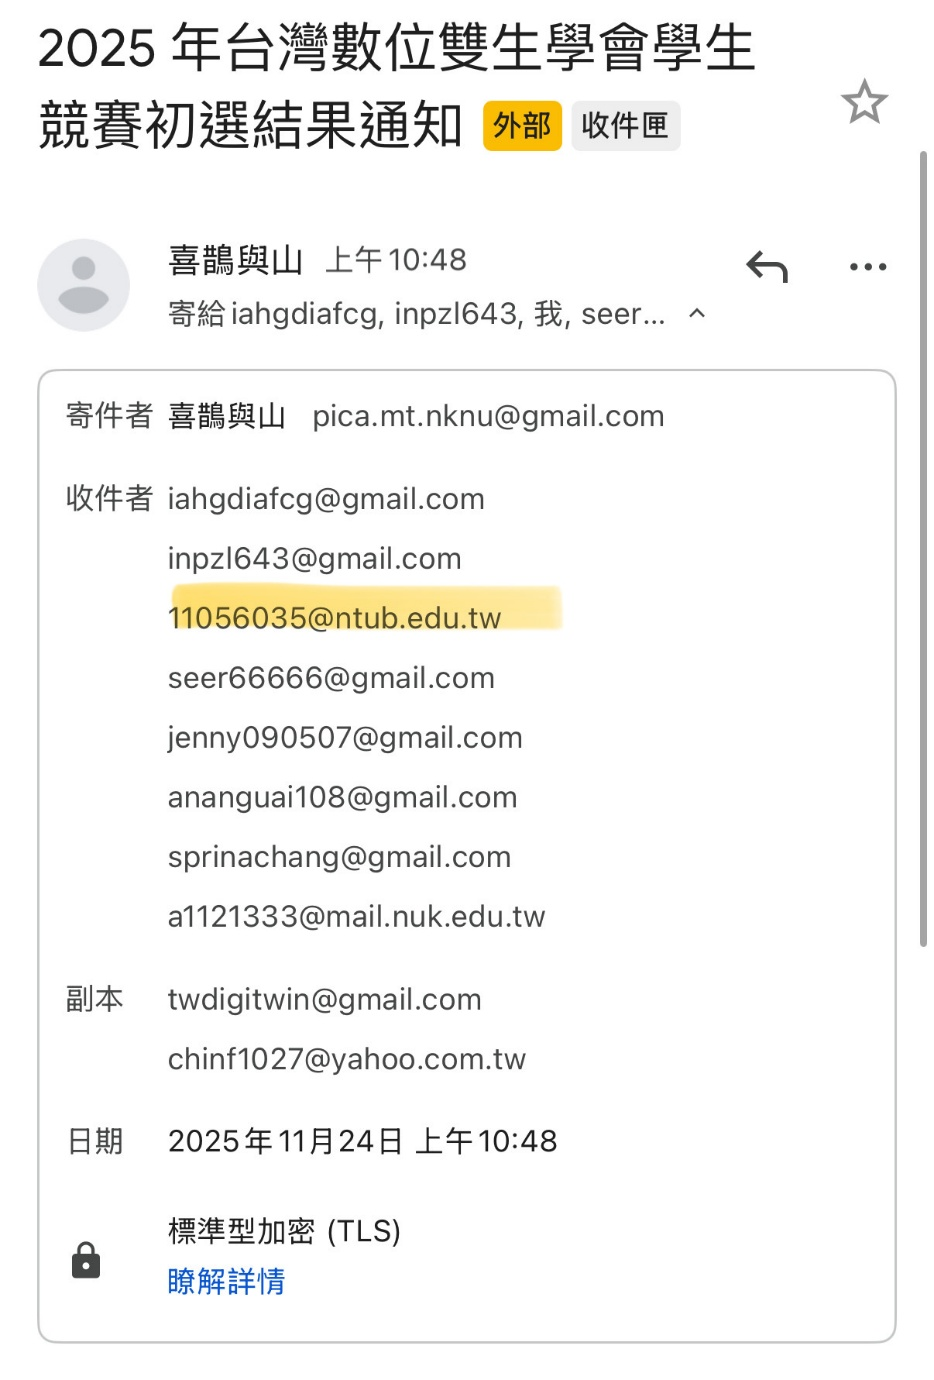 2025 年台灣數位雙生學會學生
競賽初選結果通知 外部 收件匣
喜鵲與山 上午10:48
寄給 iahgdiafcg, inpzl643, 我, seer...
寄件者 喜鵲與山 pica.mt.nknu@gmail.com
收件者 iahgdiafcg@gmail.com
inpzl643@gmail.com
11056035@ntub.edu.tw
seer66666@gmail.com
jenny090507@gmail.com
ananguai108@gmail.com
sprinachang@gmail.com
a1121333@mail.nuk.edu.tw
副本 twdigitwin@gmail.com
chinf1027@yahoo.com.tw
日期 2025年11月24日 上午10:48
標準型加密 (TLS)
瞭解詳情